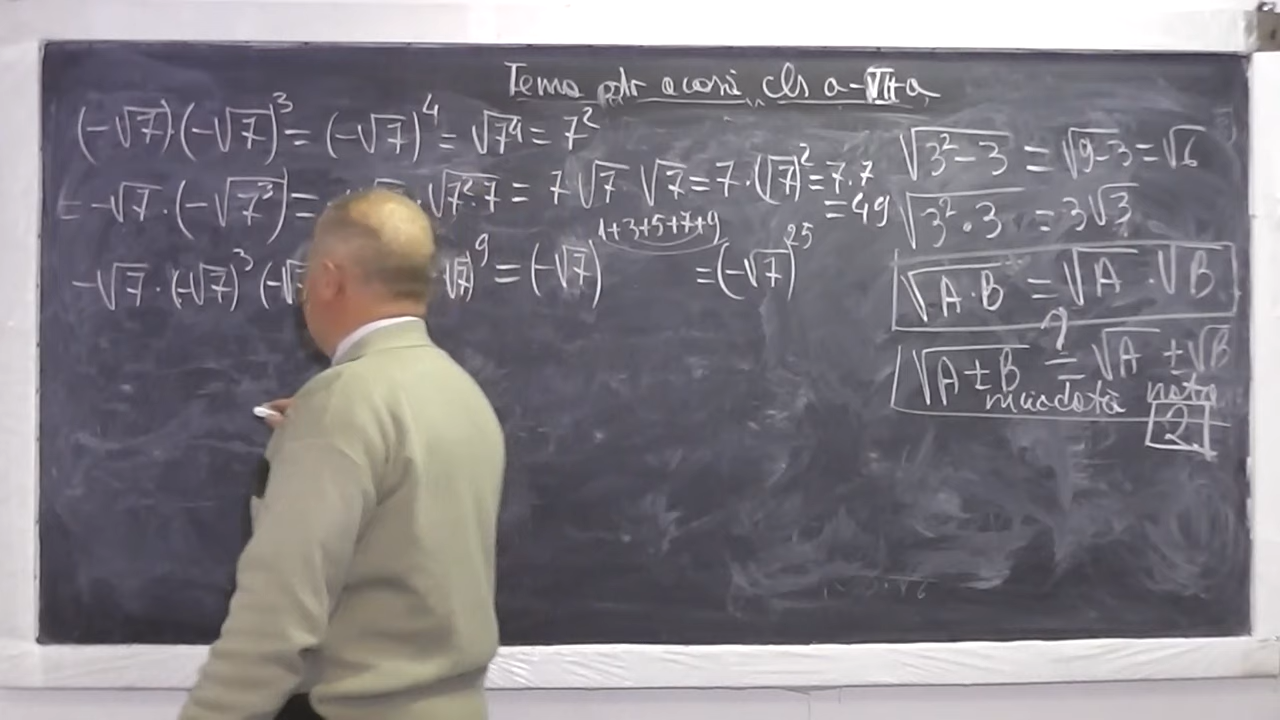 Tema ptr acasă cls a-VII-a
(-√7)·(-√7)³ = (-√7)⁴ = √7⁴ = 7²
-√7·(-√7³) = ·√7²·7 = 7√7 √7 = 7·(√7)² = 7·7
= 49
1+3+5+7+9
-√7·(-√7)³(-√ √7)⁹ = (-√7) = (-√7)²⁵
√3²-3 = √9-3 = √6
√3²·3 = 3√3
√A·B = √A·√B
?
√A±B = √A ±√B
niciodată nota
2